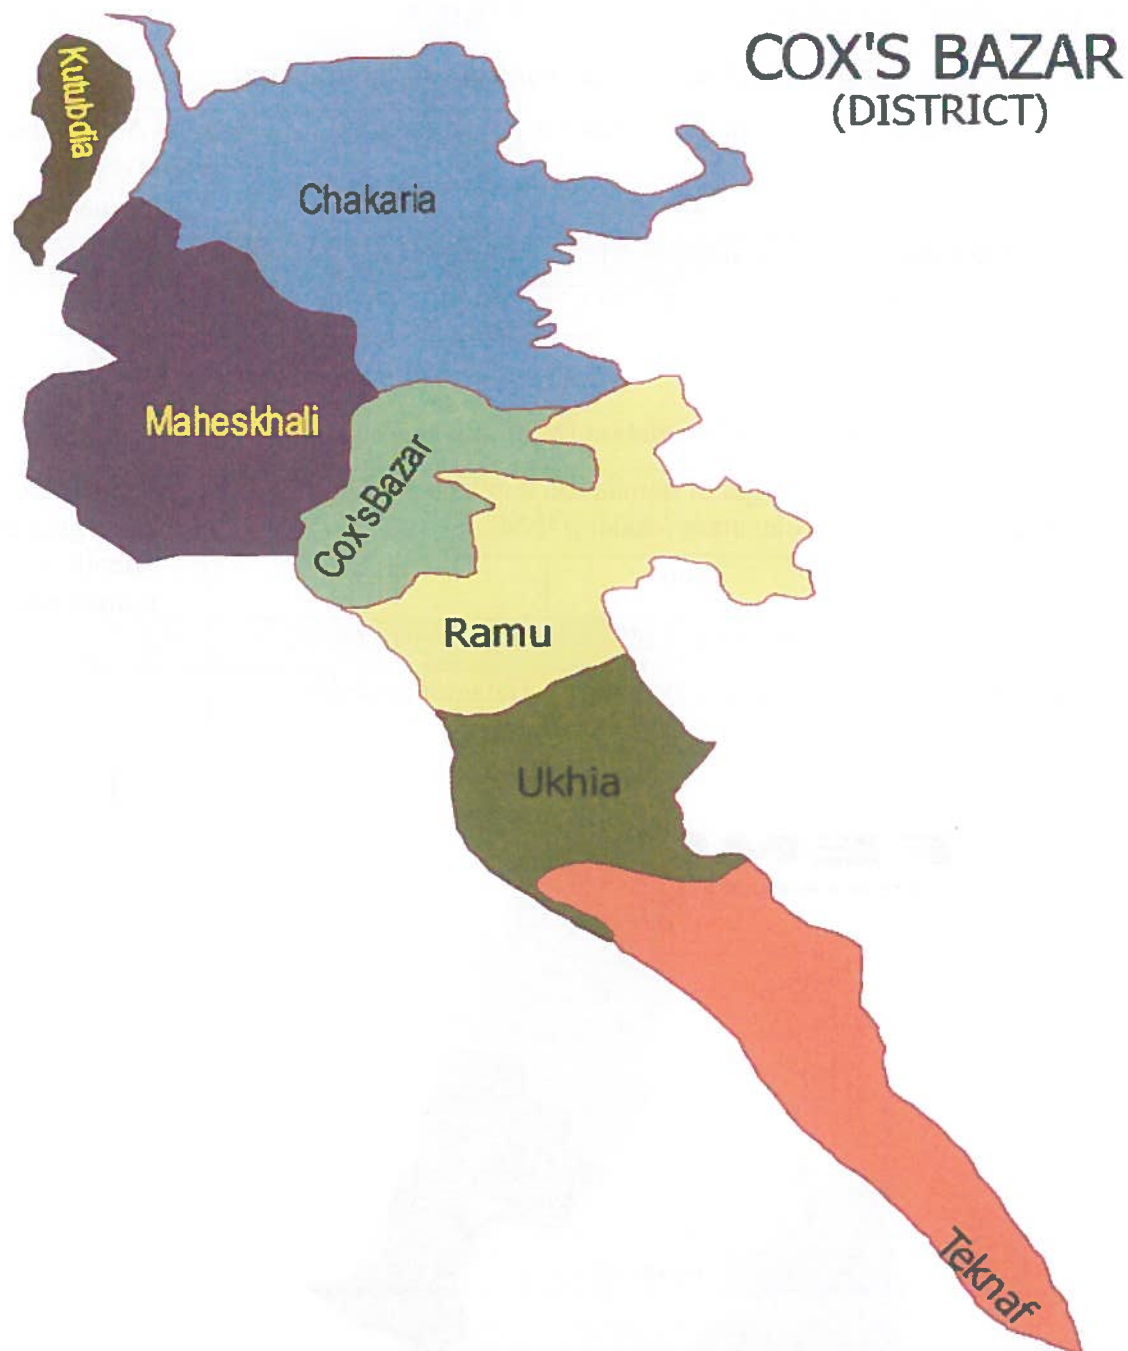 COX'S BAZAR
(DISTRICT)
Kutubdia
Chakaria
Maheskhali
Cox'sBazar
Ramu
Ukhia
Teknaf